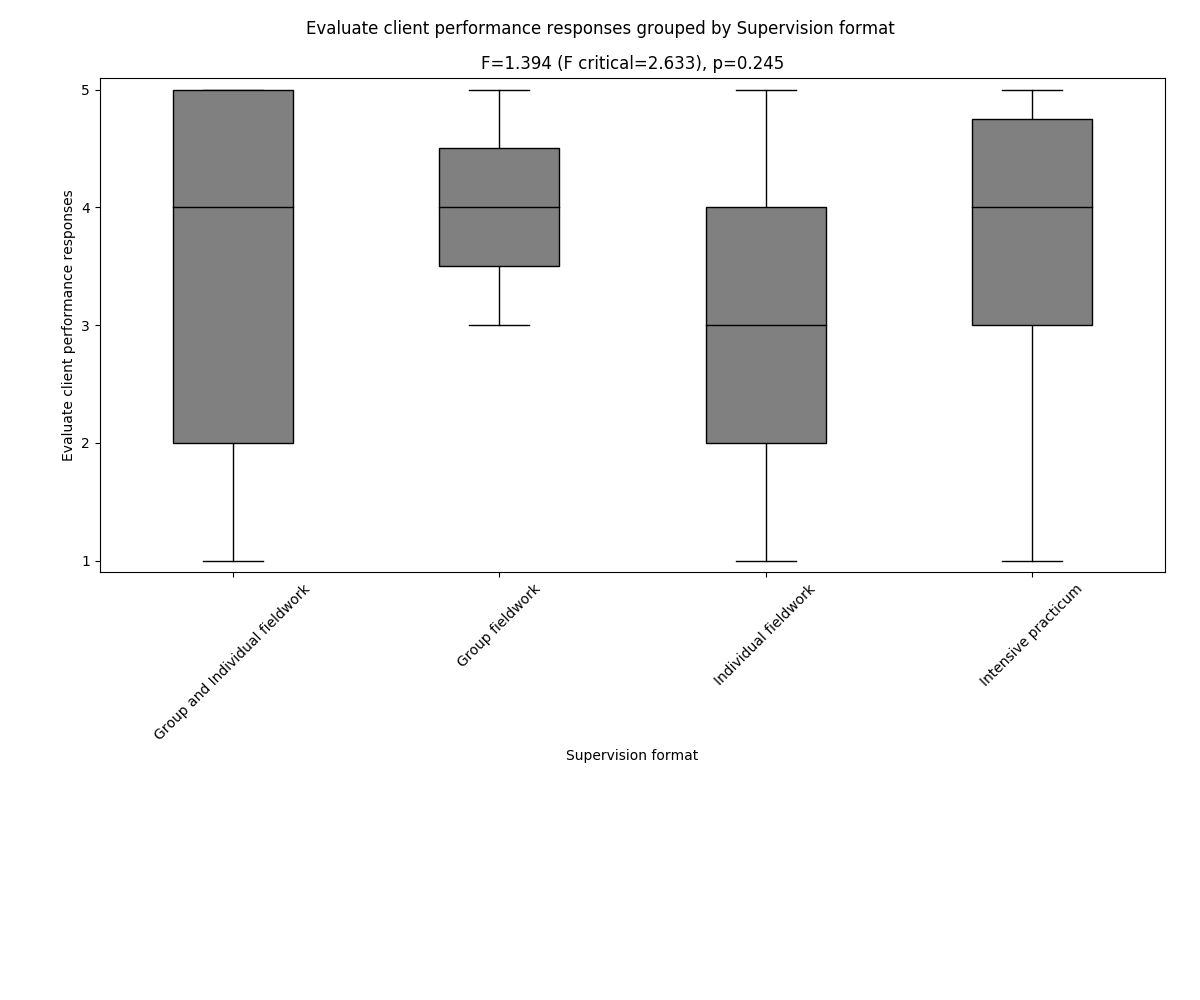 Evaluate client performance responses grouped by Supervision format
F=1.394 (F critical=2.633), p=0.245
Evaluate client performance responses
5
4
3
2
1
Group and Individual fieldwork
Group fieldwork
Individual fieldwork
Intensive practicum
Supervision format